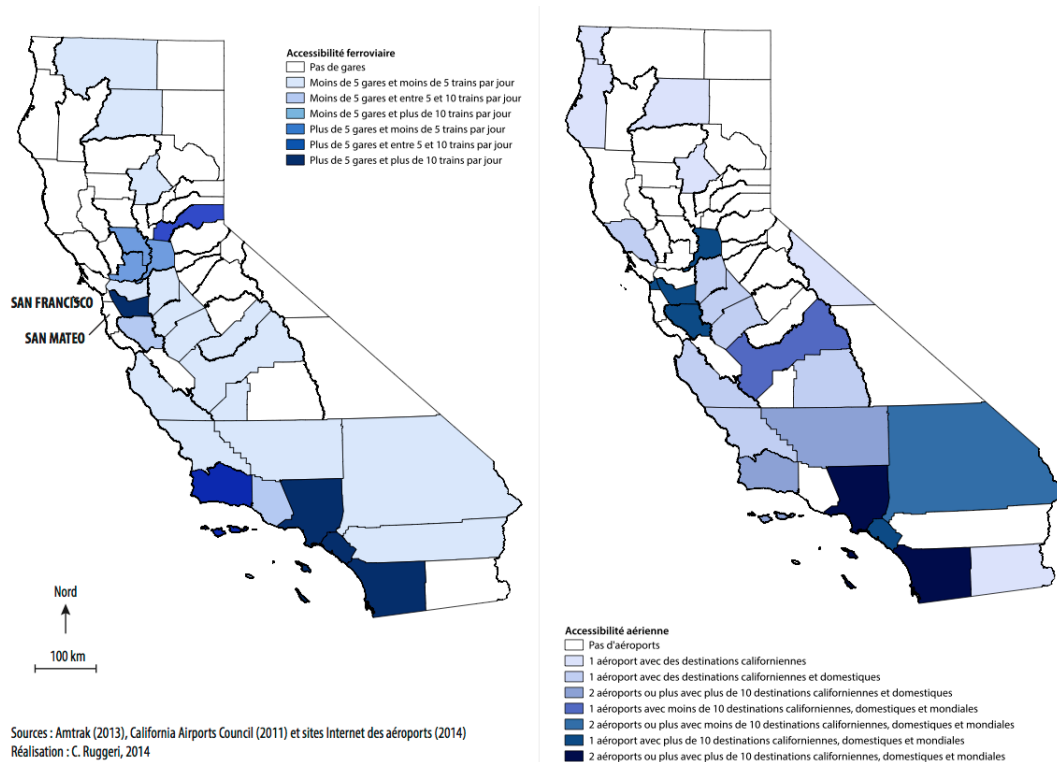 Accessibilité ferroviaire
Pas de gares
Moins de 5 gares et moins de 5 trains par jour
Moins de 5 gares et entre 5 et 10 trains par jour
Moins de 5 gares et plus de 10 trains par jour
Plus de 5 gares et moins de 5 trains par jour
Plus de 5 gares et entre 5 et 10 trains par jour
Plus de 5 gares et plus de 10 trains par jour
SAN FRANCISCO
SAN MATEO
Nord
100 km
Sources : Amtrak (2013), California Airports Council (2011) et sites Internet des aéroports (2014)
Réalisation : C. Ruggeri, 2014
Accessibilité aérienne
Pas d'aéroports
1 aéroport avec des destinations californiennes
1 aéroport avec des destinations californiennes et domestiques
2 aéroports ou plus avec plus de 10 destinations californiennes et domestiques
1 aéroports avec moins de 10 destinations californiennes, domestiques et mondiales
2 aéroports ou plus avec moins de 10 destinations californiennes, domestiques et mondiales
1 aéroport avec plus de 10 destinations californiennes, domestiques et mondiales
2 aéroports ou plus avec plus de 10 destinations californiennes, domestiques et mondiales